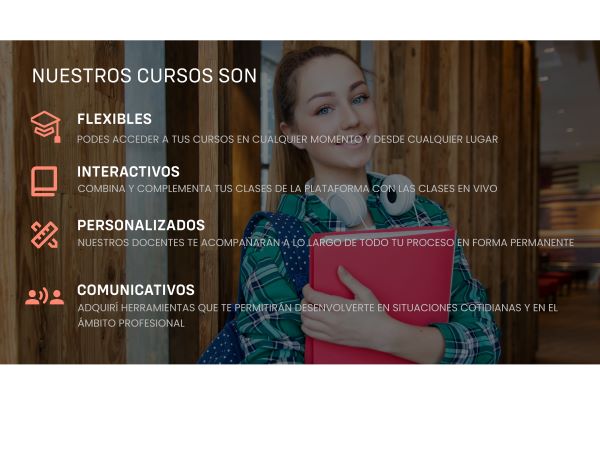 NUESTROS CURSOS SON
FLEXIBLES
PODES ACCEDER A TUS CURSOS EN CUALQUIER MOMENTO Y DESDE CUALQUIER LUGAR
INTERACTIVOS
COMBINA Y COMPLEMENTA TUS CLASES DE LA PLATAFORMA CON LAS CLASES EN VIVO
PERSONALIZADOS
NUESTROS DOCENTES TE ACOMPAÑARÁN A LO LARGO DE TODO TU PROCESO EN FORMA PERMANENTE
COMUNICATIVOS
ADQUIRÍ HERRAMIENTAS QUE TE PERMITIRÁN DESENVOLVERTE EN SITUACIONES COTIDIANAS Y EN EL
ÁMBITO PROFESIONAL